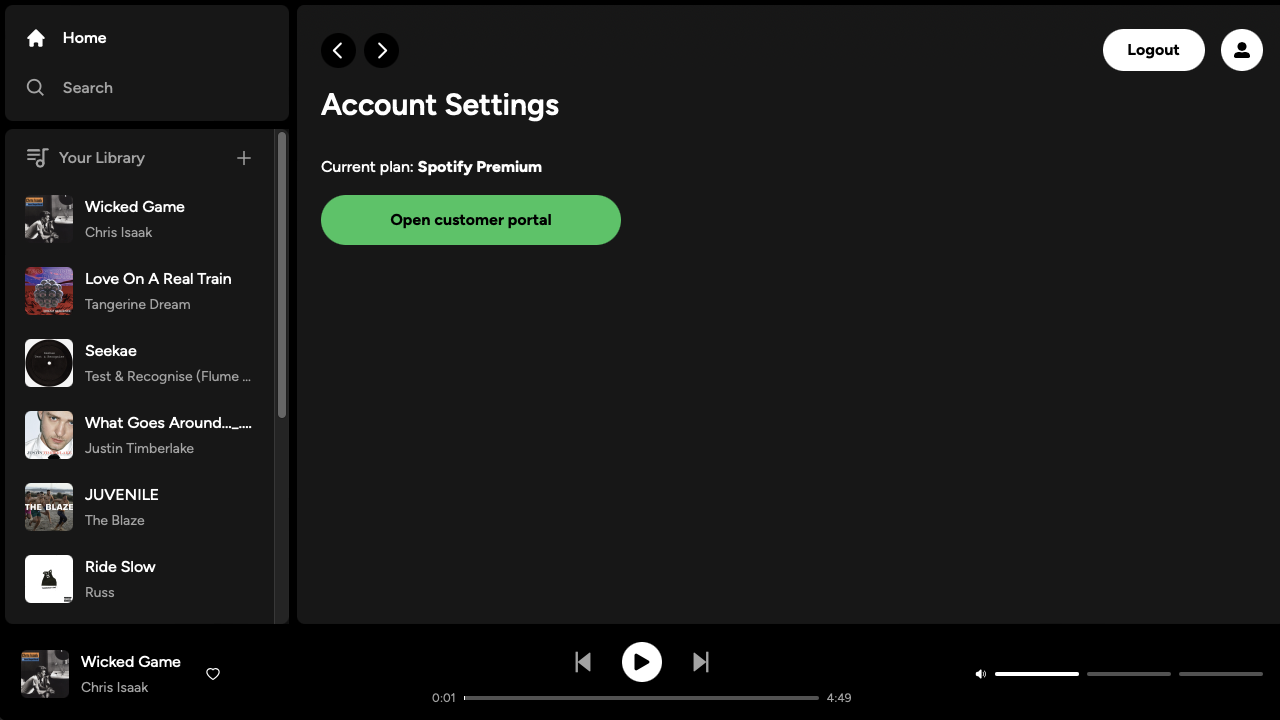 Home
Search
Your Library
Wicked Game
Chris Isaak
Love On A Real Train
Tangerine Dream
Seekae
Test & Recognise (Flume ...
What Goes Around..._....
Justin Timberlake
THE BLAZE
JUVENILE
The Blaze
Ride Slow
Russ
Logout
Account Settings
Current plan: Spotify Premium
Open customer portal
Wicked Game
Chris Isaak
0:01
4:49